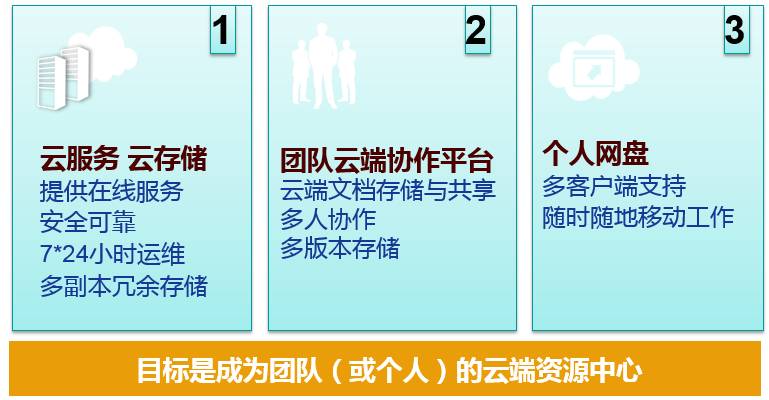 1
云服务 云存储
提供在线服务
安全可靠
7*24小时运维
多副本冗余存储
2
团队云端协作平台
云端文档存储与共享
多人协作
多版本存储
3
个人网盘
多客户端支持
随时随地移动工作
目标是成为团队（或个人）的云端资源中心